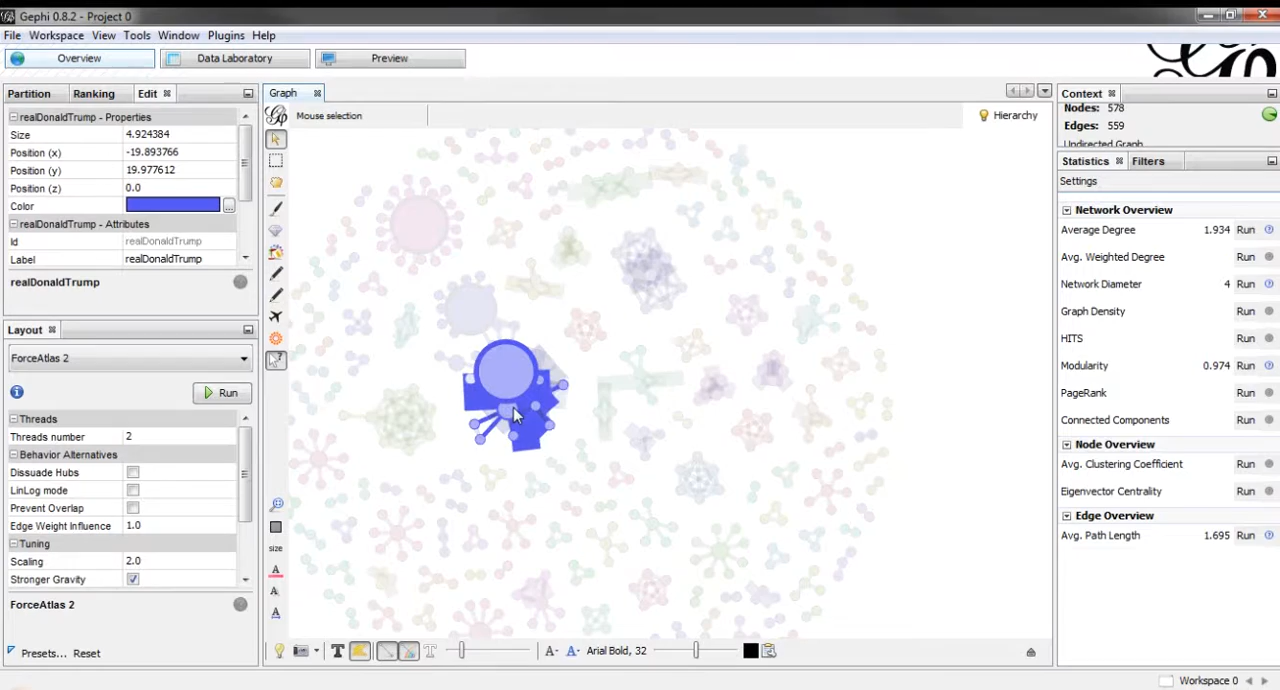 Gephi 0.8.2 - Project 0
File Workspace View Tools Window Plugins Help
Overview Data Laboratory Preview
Partition Ranking Edit
realDonaldTrump - Properties
Size 4.924384
Position (x) -19.893766
Position (y) 19.977612
Position (z) 0.0
Color ...
realDonaldTrump - Attributes
Id realDonaldTrump
Label realDonaldTrump
realDonaldTrump
Layout
ForceAtlas 2
Run
Threads
Threads number 2
Behavior Alternatives
Dissuade Hubs
LinLog mode
Prevent Overlap
Edge Weight Influence 1.0
Tuning
Scaling 2.0
Stronger Gravity
ForceAtlas 2
Presets... Reset
Graph
Mouse selection
Hierarchy
size
A
A
A
T T A- A- Arial Bold, 32
Context
Nodes: 578
Edges: 559
Undirected Graph
Statistics Filters
Settings
Network Overview
Average Degree 1.934 Run
Avg. Weighted Degree Run
Network Diameter 4 Run
Graph Density Run
HITS Run
Modularity 0.974 Run
PageRank Run
Connected Components Run
Node Overview
Avg. Clustering Coefficient Run
Eigenvector Centrality Run
Edge Overview
Avg. Path Length 1.695 Run
Workspace 0